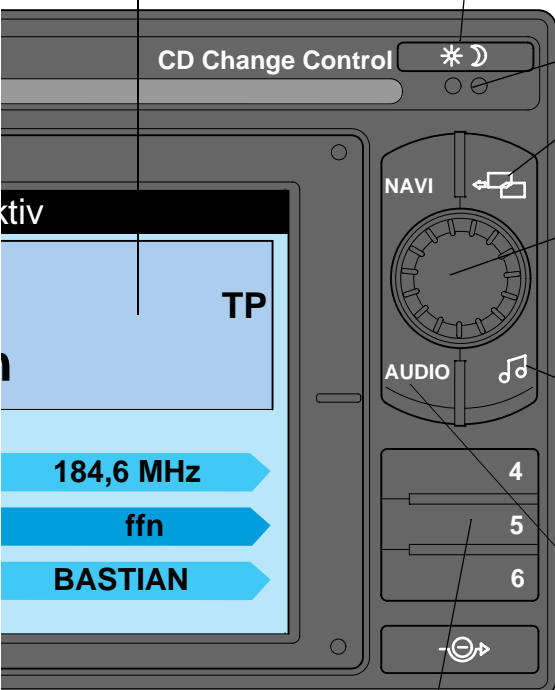 CD Change Control
NAVI
ktiv
TP
n
AUDIO
184,6 MHz
4
ffn
5
BASTIAN
6